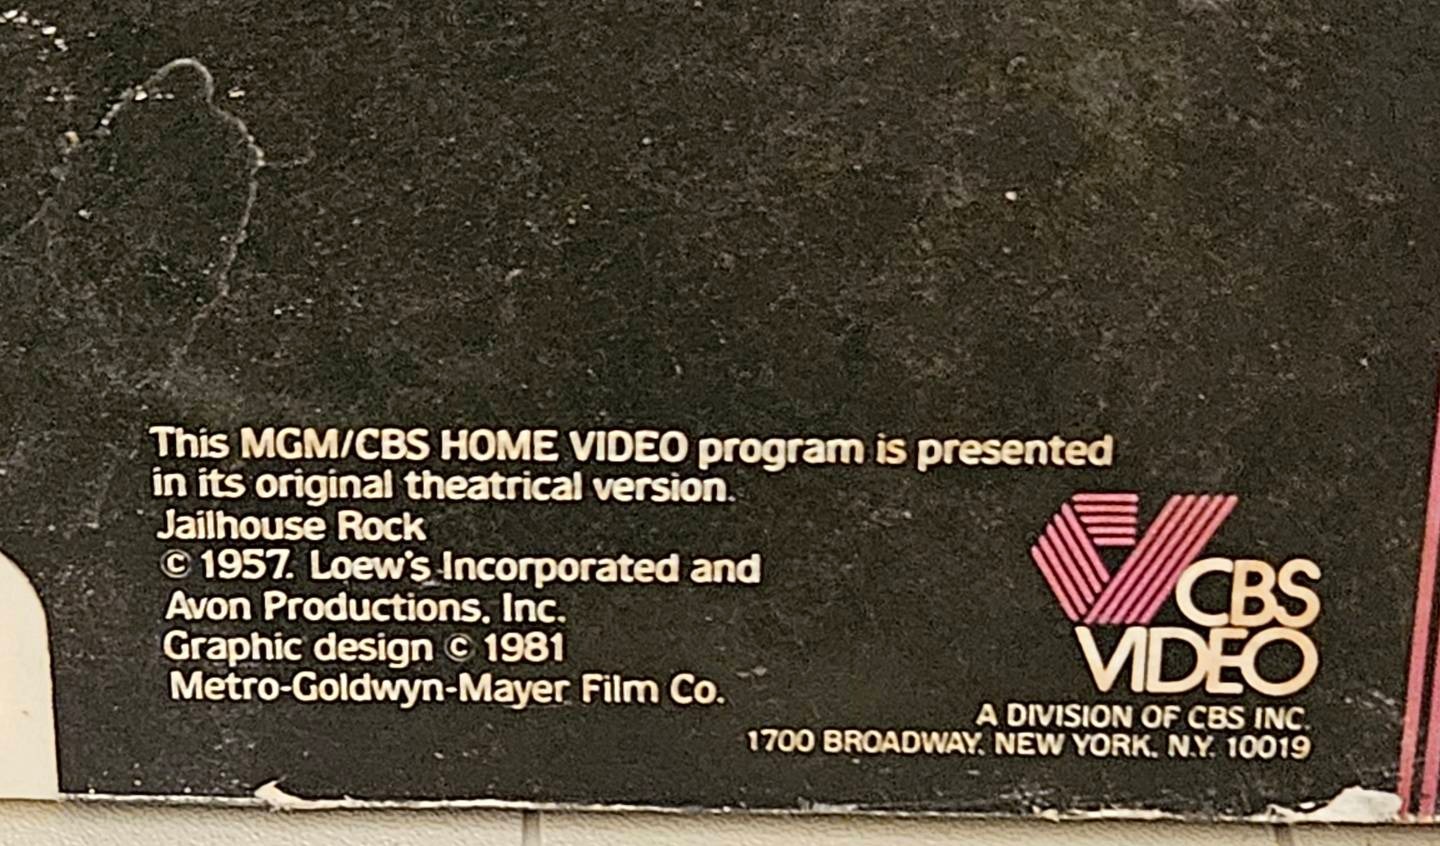 This MGM/CBS HOME VIDEO program is presented
in its original theatrical version.
Jailhouse Rock
© 1957. Loew's Incorporated and
Avon Productions, Inc.
Graphic design © 1981
Metro-Goldwyn-Mayer Film Co.
CBS
VIDEO
A DIVISION OF CBS INC.
1700 BROADWAY, NEW YORK, N.Y. 10019